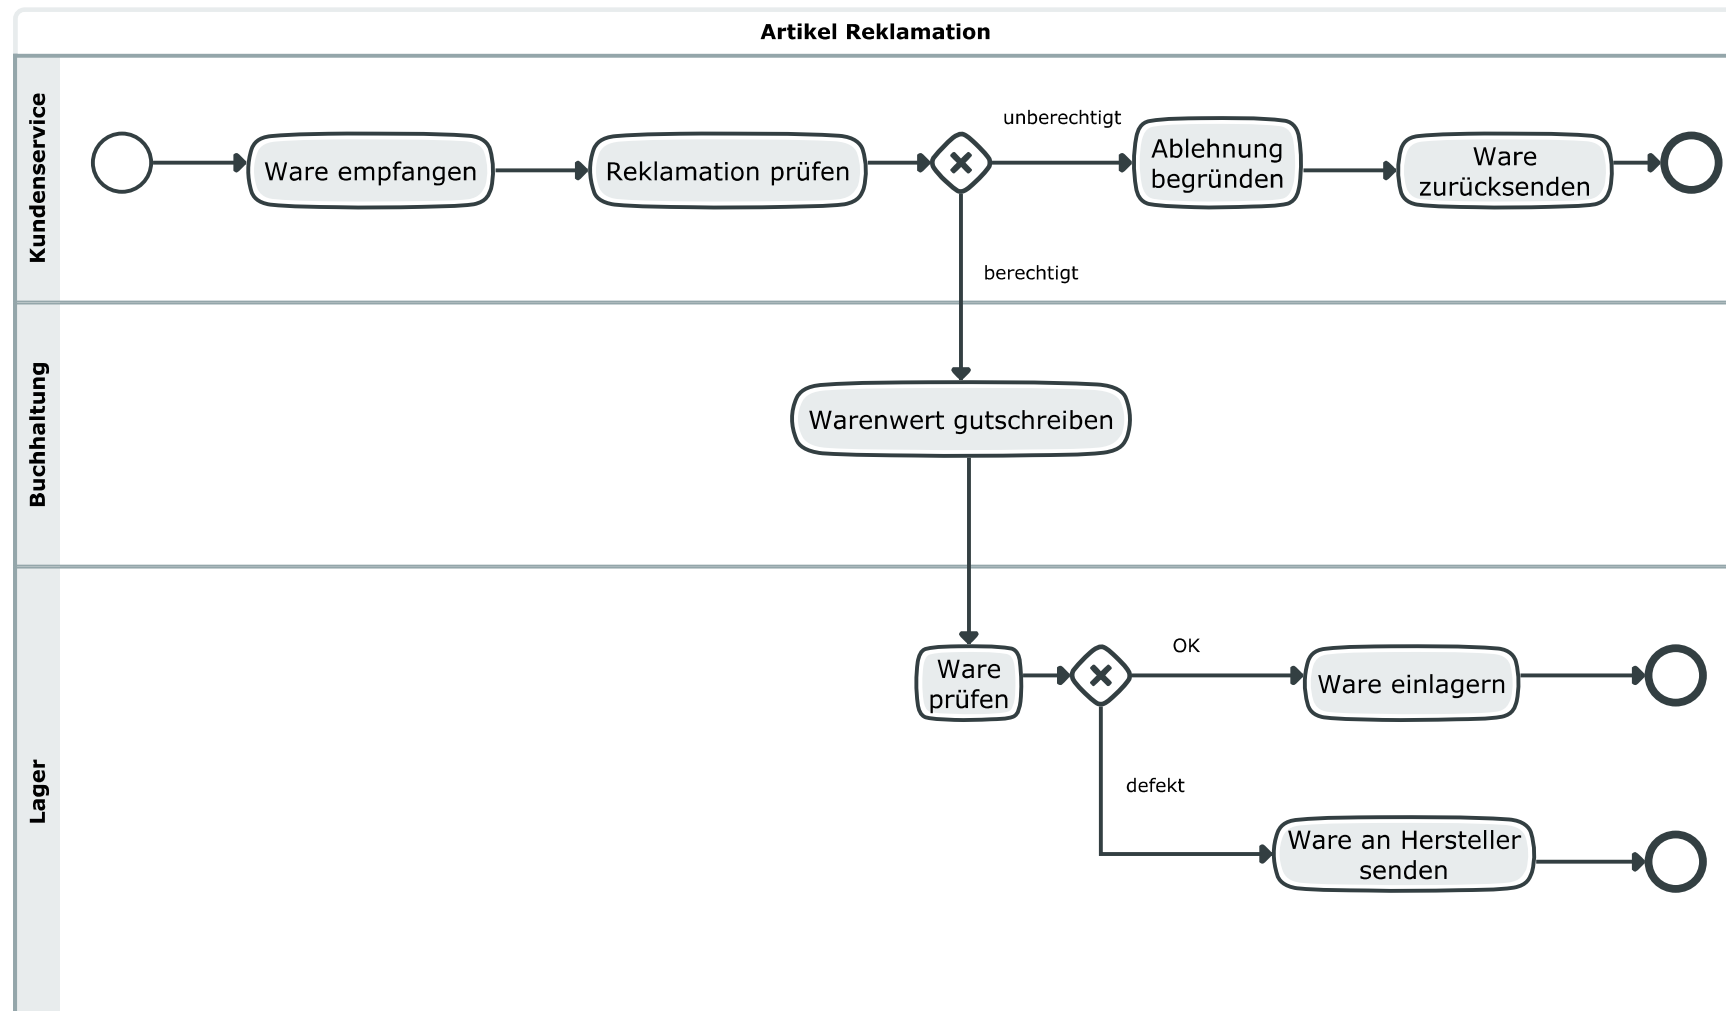 Artikel Reklamation
Kundenservice
Ware empfangen
Reklamation prüfen
unberechtigt
Ablehnung
begründen
Ware
zurücksenden
berechtigt
Buchhaltung
Warenwert gutschreiben
Lager
Ware
prüfen
OK
Ware einlagern
defekt
Ware an Hersteller
senden